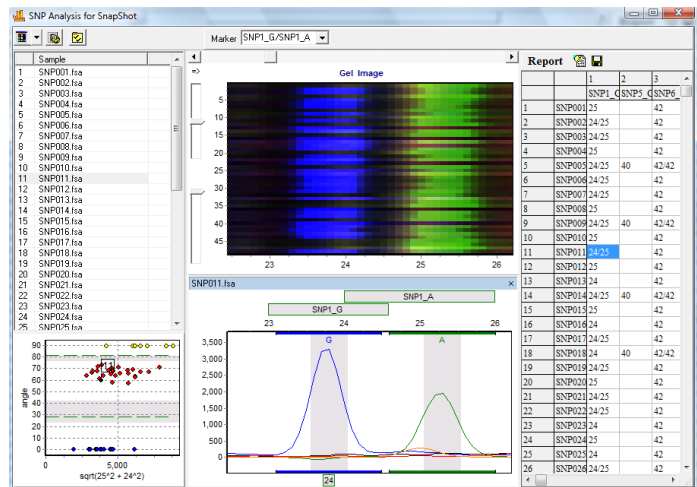 SNP Analysis for SnapShot
Marker SNP1_G/SNP1_A
Sample
1 SNP001.fsa
2 SNP002.fsa
3 SNP003.fsa
4 SNP004.fsa
5 SNP005.fsa
6 SNP006.fsa
7 SNP007.fsa
8 SNP008.fsa
9 SNP009.fsa
10 SNP010.fsa
11 SNP011.fsa
12 SNP012.fsa
13 SNP013.fsa
14 SNP014.fsa
15 SNP015.fsa
16 SNP016.fsa
17 SNP017.fsa
18 SNP018.fsa
19 SNP019.fsa
20 SNP020.fsa
21 SNP021.fsa
22 SNP022.fsa
23 SNP023.fsa
24 SNP024.fsa
25 SNP025.fsa
90
80
70
60
50
40
30
20
10
0
angle
11
0 5,000
sqrt(25^2 + 24^2)
=>
Gel Image
5
10
15
20
25
30
35
40
45
23 24 25 26
SNP011.fsa ×
SNP1_A
SNP1_G
23 24 25 26
G A
3,500
3,000
2,500
2,000
1,500
1,000
500
0
24
Report
1 2 3
SNP1_G SNP5_G SNP6_
1 SNP001 25 42
2 SNP002 24/25 42
3 SNP003 24/25 42
4 SNP004 25 42
5 SNP005 24/25 40 42/42
6 SNP006 24/25 42
7 SNP007 24/25 42
8 SNP008 25 42
9 SNP009 24/25 40 42/42
10 SNP010 25 42
11 SNP011 24/25 42
12 SNP012 25 42
13 SNP013 24 42
14 SNP014 24/25 40 42/42
15 SNP015 25 42
16 SNP016 24 42
17 SNP017 24/25 42
18 SNP018 24 40 42/42
19 SNP019 24/25 42
20 SNP020 25 42
21 SNP021 24/25 42
22 SNP022 24/25 42
23 SNP023 24 42
24 SNP024 25 42
25 SNP025 24 42
26 SNP026 24/25 42